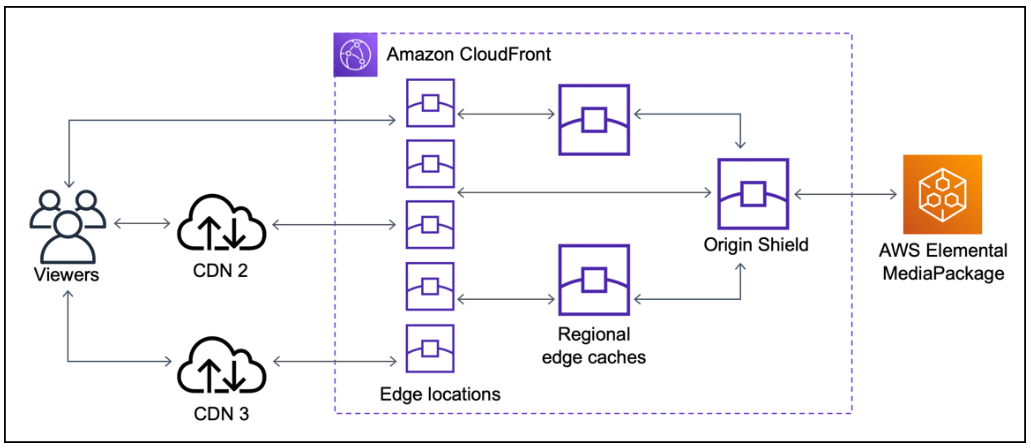 Amazon CloudFront
Viewers
CDN 2
CDN 3
Edge locations
Regional
edge caches
Origin Shield
AWS Elemental
MediaPackage